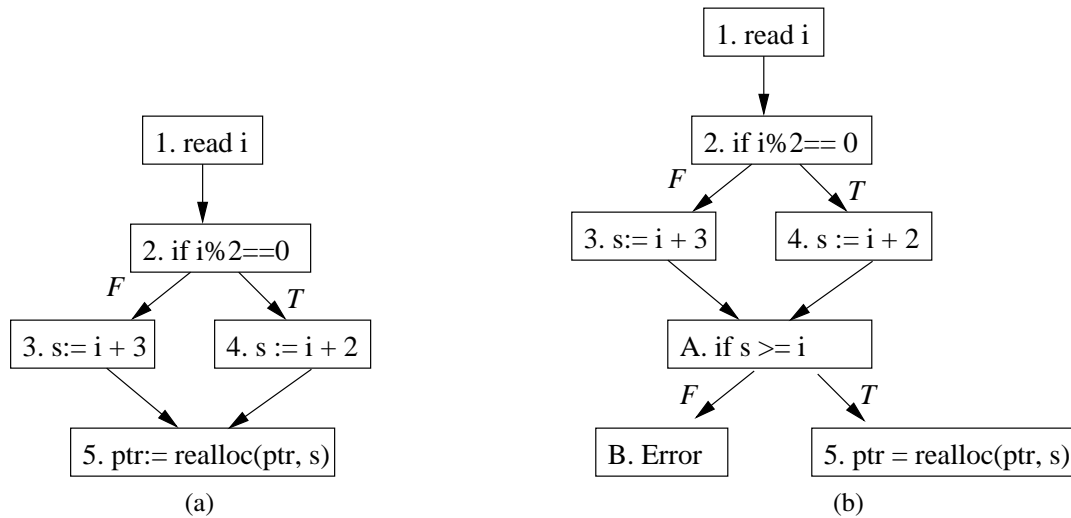 1. read i
2. if i%2==0
F
T
3. s:= i + 3
4. s := i + 2
5. ptr:= realloc(ptr, s)
(a)
1. read i
2. if i%2== 0
F
T
3. s:= i + 3
4. s := i + 2
A. if s >= i
F
T
B. Error
5. ptr = realloc(ptr, s)
(b)